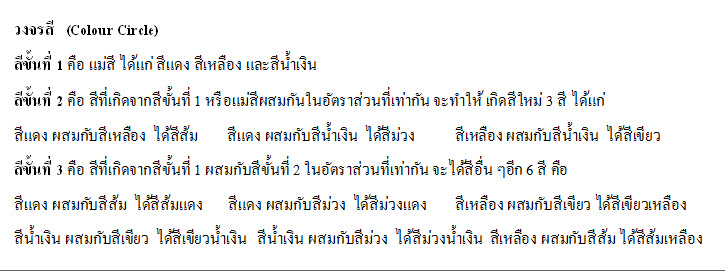 วงจรสี (Colour Circle)
สีขั้นที่ 1 คือ แม่สี ได้แก่ สีแดง สีเหลือง และสีน้ำเงิน
สีขั้นที่ 2 คือ สีที่เกิดจากสีขั้นที่ 1 หรือแม่สีผสมกันในอัตราส่วนที่เท่ากัน จะทำให้ เกิดสีใหม่ 3 สี ได้แก่
สีแดง ผสมกับสีเหลือง ได้สีส้ม สีแดง ผสมกับสีน้ำเงิน ได้สีม่วง สีเหลือง ผสมกับสีน้ำเงิน ได้สีเขียว
สีขั้นที่ 3 คือ สีที่เกิดจากสีขั้นที่ 1 ผสมกับสีขั้นที่ 2 ในอัตราส่วนที่เท่ากัน จะได้สีอื่น ๆอีก 6 สี คือ
สีแดง ผสมกับสีส้ม ได้สีส้มแดง สีแดง ผสมกับสีม่วง ได้สีม่วงแดง สีเหลือง ผสมกับสีเขียว ได้สีเขียวเหลือง
สีน้ำเงิน ผสมกับสีเขียว ได้สีเขียวน้ำเงิน สีน้ำเงิน ผสมกับสีม่วง ได้สีม่วงน้ำเงิน สีเหลือง ผสมกับสีส้ม ได้สีส้มเหลือง